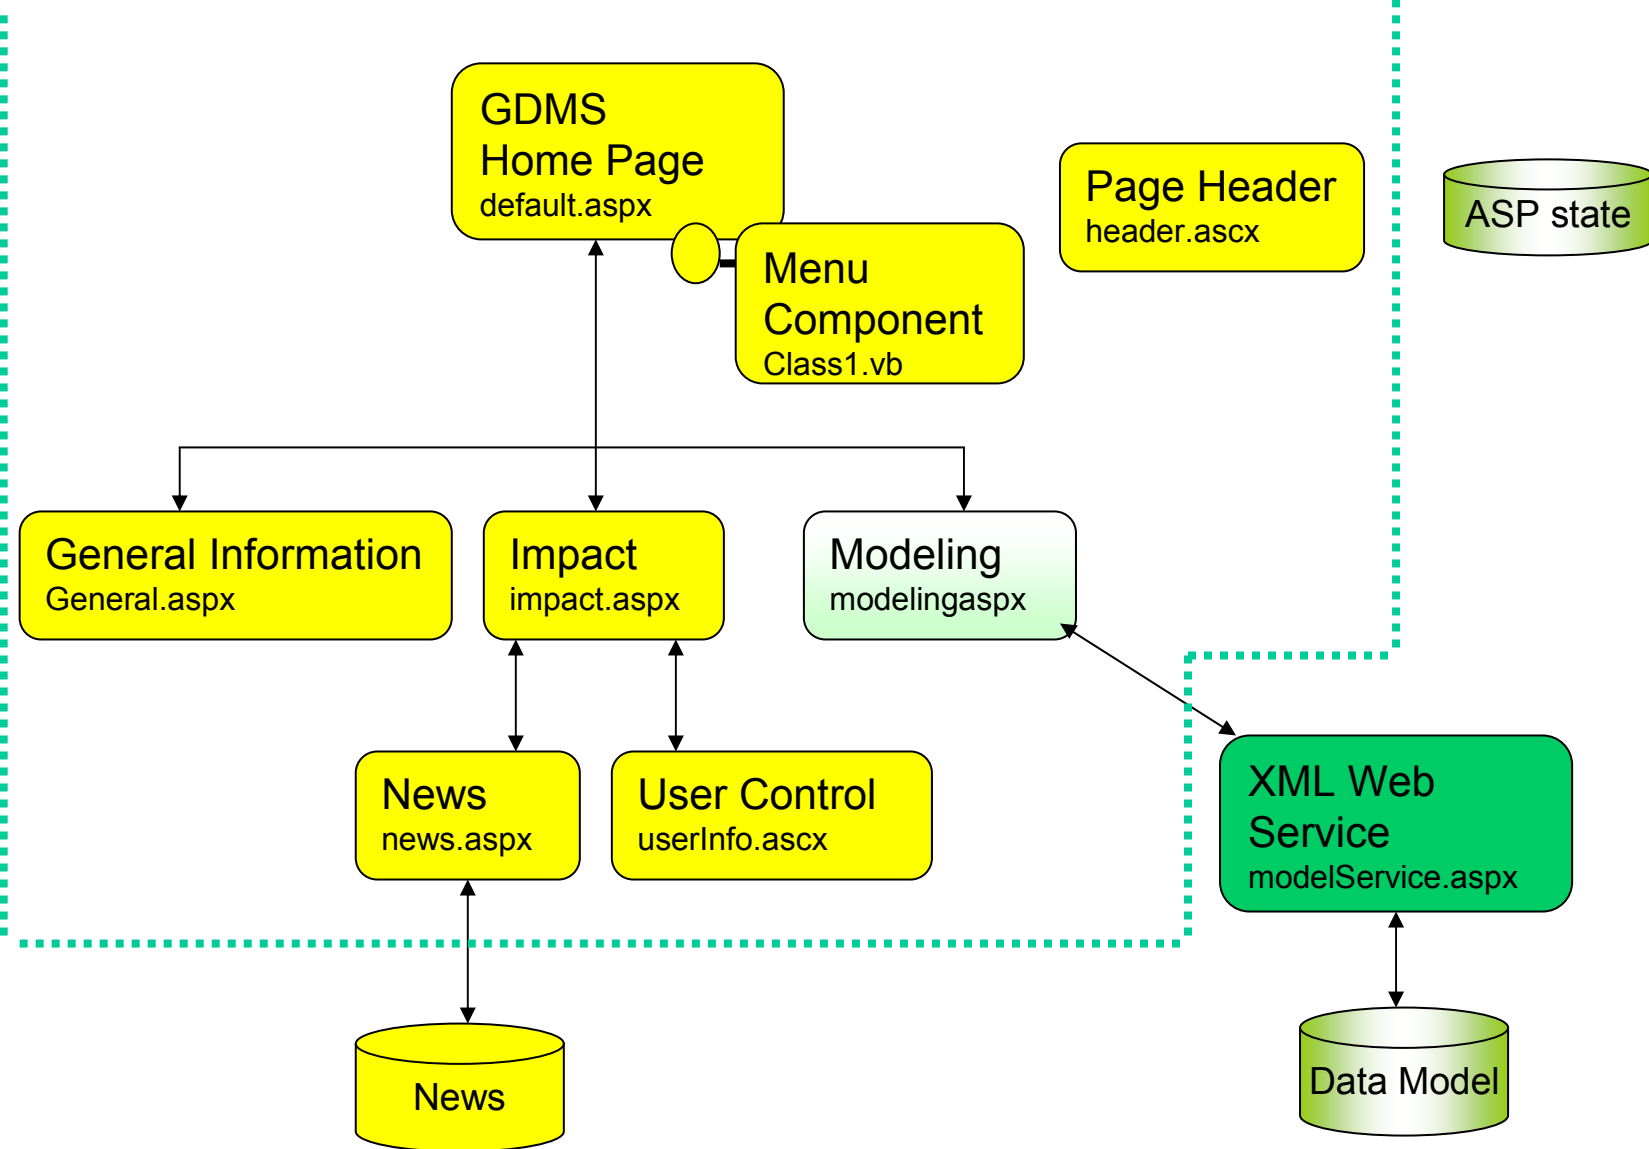 GDMS
Home Page
default.aspx
Page Header
header.ascx
ASP state
Menu
Component
Class1.vb
General Information
General.aspx
Impact
impact.aspx
Modeling
modelingaspx
News
news.aspx
User Control
userInfo.ascx
XML Web
Service
modelService.aspx
News
Data Model